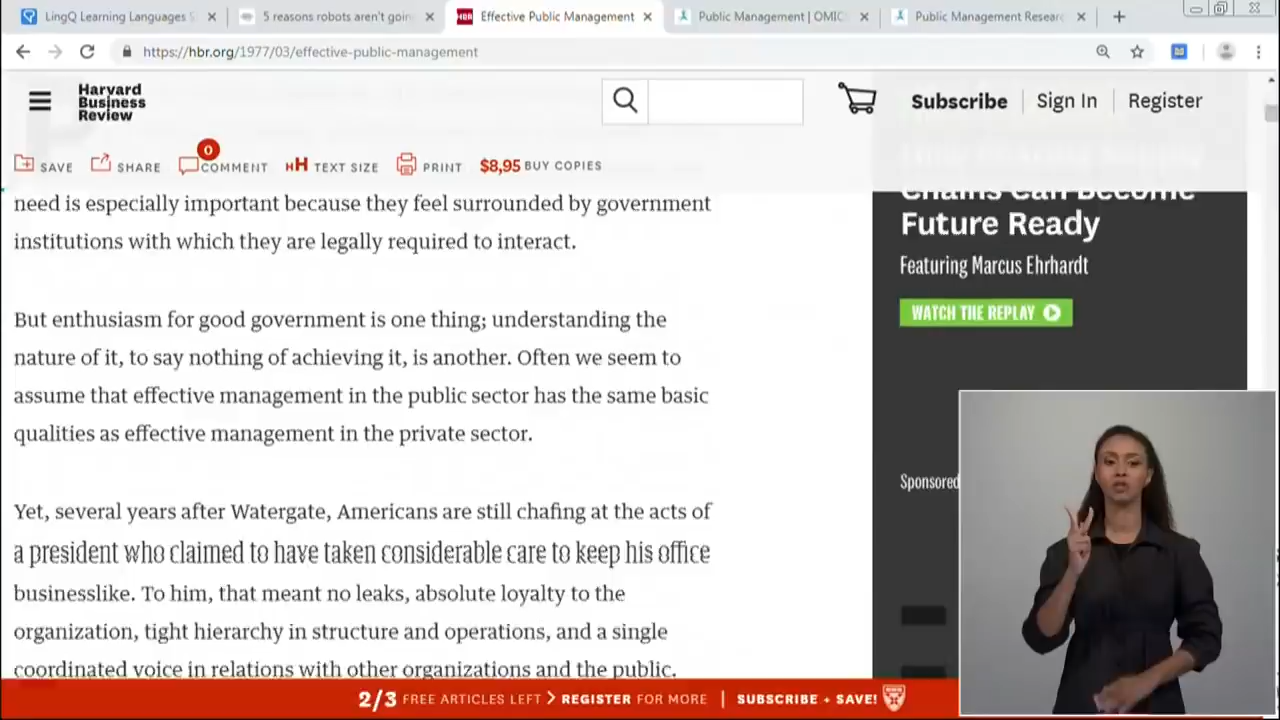 LingQ Learning Languages S
5 reasons robots aren't goin
HBR
Effective Public Management
Public Management | OMIC
Public Management Resear
https://hbr.org/1977/03/effective-public-management
Harvard
Business
Review
Subscribe
Sign In
Register
SAVE
SHARE
0
COMMENT
HH TEXT SIZE
PRINT
$8,95 BUY COPIES
need is especially important because they feel surrounded by government
institutions with which they are legally required to interact.
But enthusiasm for good government is one thing; understanding the
nature of it, to say nothing of achieving it, is another. Often we seem to
assume that effective management in the public sector has the same basic
qualities as effective management in the private sector.
Yet, several years after Watergate, Americans are still chafing at the acts of
a president who claimed to have taken considerable care to keep his office
businesslike. To him, that meant no leaks, absolute loyalty to the
organization, tight hierarchy in structure and operations, and a single
coordinated voice in relations with other organizations and the public.
Chains Can Become
Future Ready
Featuring Marcus Ehrhardt
WATCH THE REPLAY
Sponsored
2/3 FREE ARTICLES LEFT > REGISTER FOR MORE | SUBSCRIBE + SAVE!